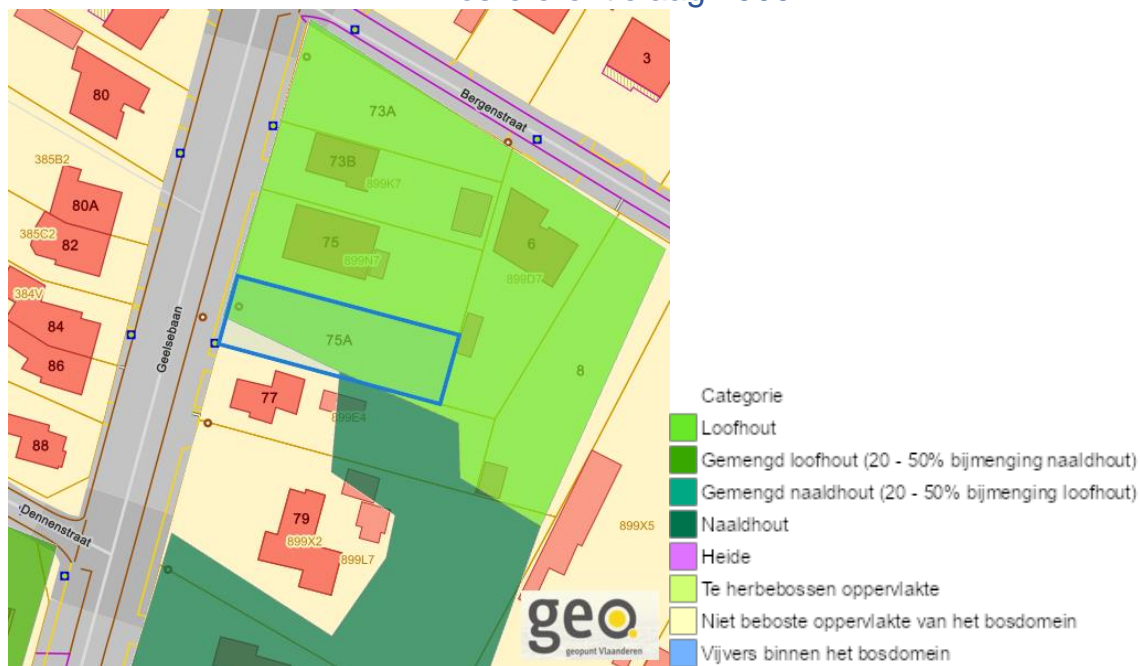 Bergenstraat
3
80
73A
385B2
73B
899K7
80A
385C2
82
75
899N7
6
899D7
384V
84
75A
86
Geelsebaan
8
77
899E4
88
Dennenstraat
79
899X2
899L7
899X5
geo.
geopunt Vlaanderen
Categorie
Loofhout
Gemengd loofhout (20 - 50% bijmenging naaldhout)
Gemengd naaldhout (20 - 50% bijmenging loofhout)
Naaldhout
Heide
Te herbebossen oppervlakte
Niet beboste oppervlakte van het bosdomein
Vijvers binnen het bosdomein